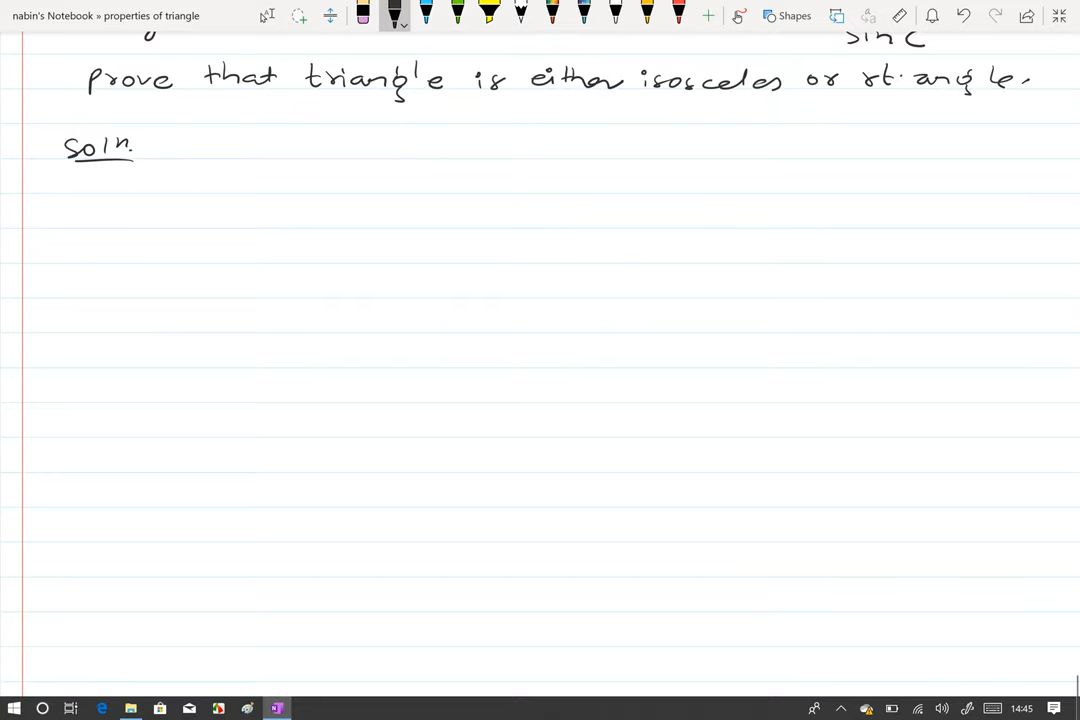 nabin's Notebook » properties of triangle
Shapes
sin C
prove that triangle is either isosceles or rt. angle.
Soln.
14:45